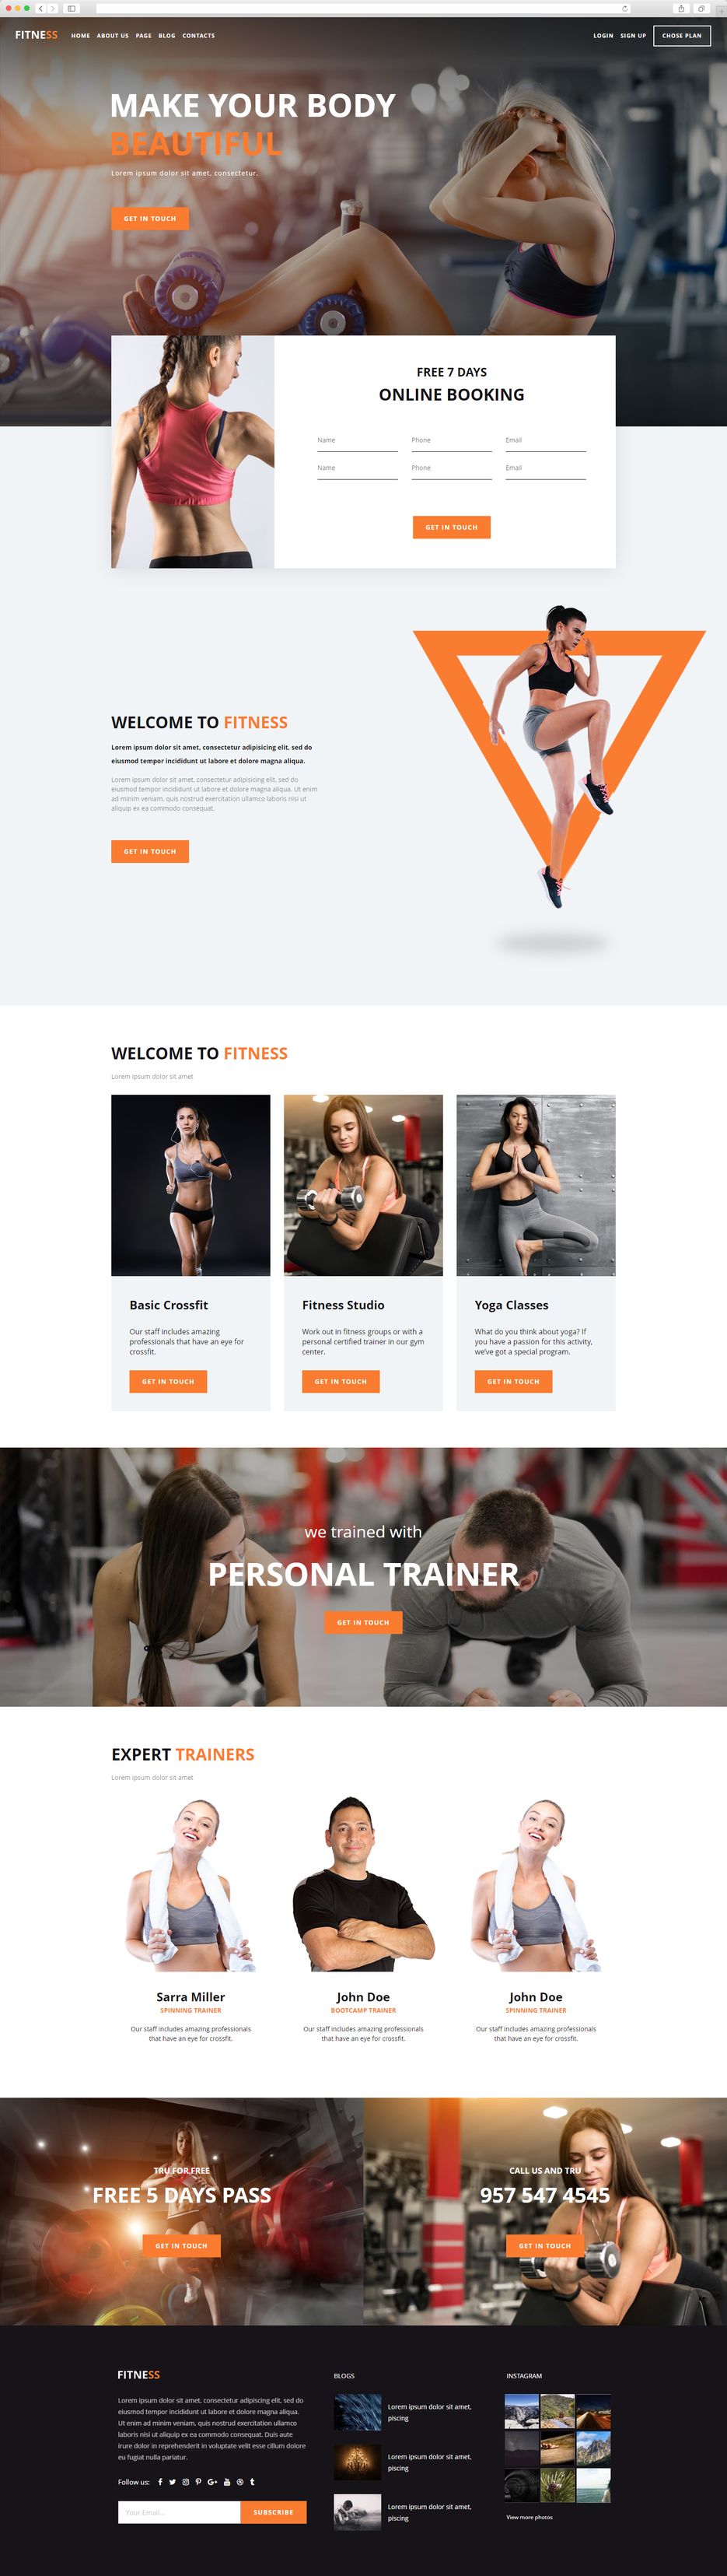 FITNESS HOME ABOUT US PAGE BLOG CONTACTS LOGIN SIGN UP CHOSE PLAN
MAKE YOUR BODY
BEAUTIFUL
Lorem ipsum dolor sit amet, consectetur.
GET IN TOUCH
FREE 7 DAYS
ONLINE BOOKING
Name Phone Email
Name Phone Email
GET IN TOUCH
WELCOME TO FITNESS
Lorem ipsum dolor sit amet, consectetur adipisicing elit, sed do
eiusmod tempor incididunt ut labore et dolore magna aliqua.
Lorem ipsum dolor sit amet, consectetur adipisicing elit, sed do
eiusmod tempor incididunt ut labore et dolore magna aliqua. Ut enim
ad minim veniam, quis nostrud exercitation ullamco laboris nisi ut
aliquip ex ea commodo consequat.
GET IN TOUCH
WELCOME TO FITNESS
Lorem ipsum dolor sit amet
Basic Crossfit
Our staff includes amazing
professionals that have an eye for
crossfit.
GET IN TOUCH
Fitness Studio
Work out in fitness groups or with a
personal certified trainer in our gym
center.
GET IN TOUCH
Yoga Classes
What do you think about yoga? If
you have a passion for this activity,
we've got a special program.
GET IN TOUCH
we trained with
PERSONAL TRAINER
GET IN TOUCH
EXPERT TRAINERS
Lorem ipsum dolor sit amet
Sarra Miller
SPINNING TRAINER
Our staff includes amazing professionals
that have an eye for crossfit.
John Doe
BOOTCAMP TRAINER
Our staff includes amazing professionals
that have an eye for crossfit.
John Doe
SPINNING TRAINER
Our staff includes amazing professionals
that have an eye for crossfit.
TRU FOR FREE
FREE 5 DAYS PASS
GET IN TOUCH
CALL US AND TRU
957 547 4545
GET IN TOUCH
FITNESS
Lorem ipsum dolor sit amet, consectetur adipisicing elit, sed do
eiusmod tempor incididunt ut labore et dolore magna aliqua.
Ut enim ad minim veniam, quis nostrud exercitation ullamco
laboris nisi ut aliquip ex ea commodo consequat. Duis aute
irure dolor in reprehenderit in voluptate velit esse cillum dolore
eu fugiat nulla pariatur.
Follow us:
Your Email... SUBSCRIBE
BLOGS
Lorem ipsum dolor sit amet,
piscing
Lorem ipsum dolor sit amet,
piscing
Lorem ipsum dolor sit amet,
piscing
INSTAGRAM
View more photos